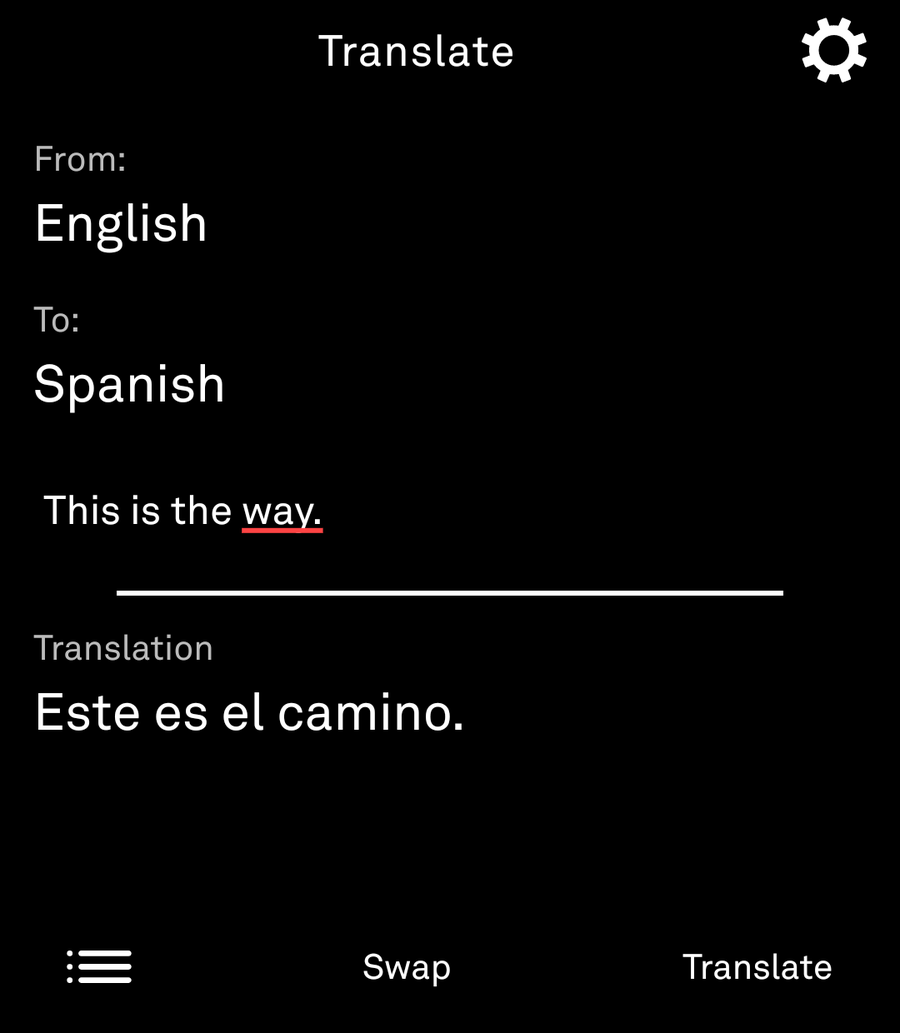 Translate
From:
English
To:
Spanish
This is the way.
Translation
Este es el camino.
Swap
Translate